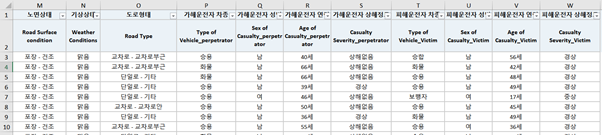 M N O P Q R S T U V W
1 노면상태 기상상태 도로형태 가해운전자 차종 가해운전자 성 가해운전자 연 가해운전자 상해정 피해운전자 차종 피해운전자 성 피해운전자 연 피해운전자 상해정
2 Road Surface condition Weather Conditions Road Type Type of Vehicle_perpetrator Sex of Casualty_perpetrator Age of Casualty_perpetrator Casualty Severity_perpetrator Type of Vehicle_Victim Sex of Casualty_Victim Age of Casualty_Victim Casualty Severity_Victim
3 포장 - 건조 맑음 교차로 - 교차로부근 승용 남 40세 상해없음 승합 남 56세 경상
4 포장 - 건조 맑음 교차로 - 교차로부근 화물 남 66세 상해없음 화물 남 42세 경상
5 포장 - 건조 맑음 단일로 - 기타 화물 남 66세 상해없음 승용 남 48세 경상
6 포장 - 건조 맑음 단일로 - 기타 승용 남 39세 경상 승용 남 49세 경상
7 포장 - 건조 맑음 단일로 - 기타 승용 여 46세 상해없음 보행자 여 17세 중상
8 포장 - 건조 맑음 교차로 - 교차로안 승용 남 50세 상해없음 승용 남 45세 경상
9 포장 - 건조 맑음 단일로 - 기타 승용 남 36세 경상 화물 남 49세 경상
10 포장 - 건조 맑음 교차로 - 교차로부근 승용 남 55세 상해없음 승용 여 36세 경상